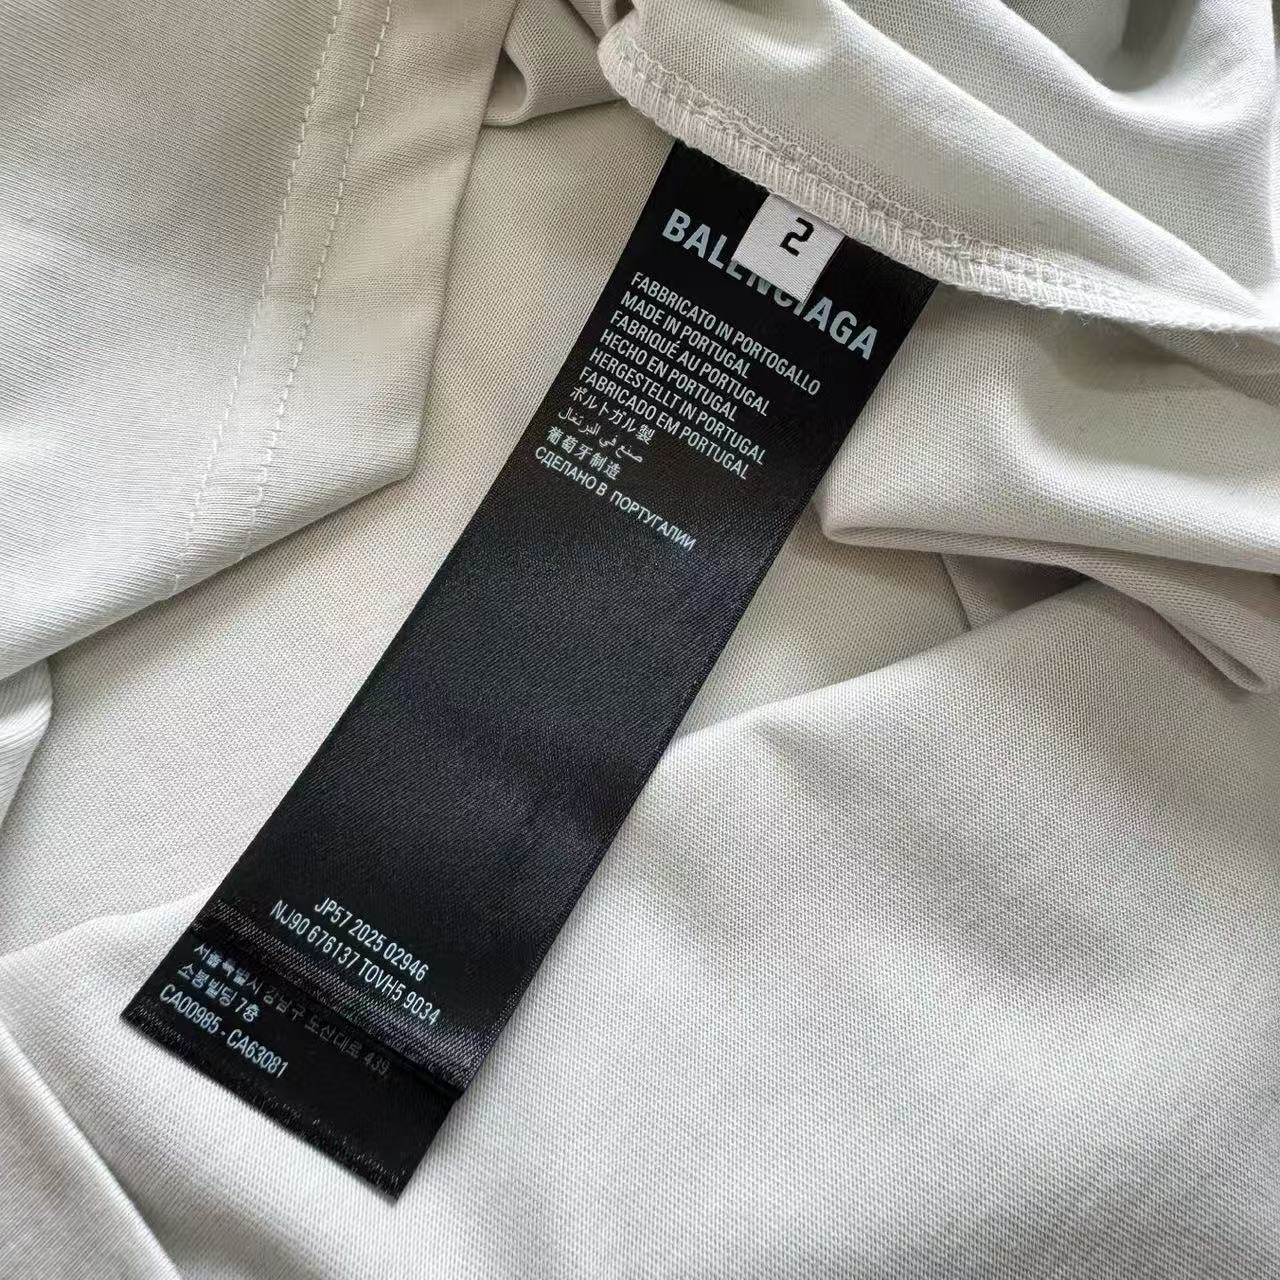 2
BALENCIAGA
FABBRICATO IN PORTOGALLO
MADE IN PORTUGAL
FABRIQUÉ AU PORTUGAL
HECHO EN PORTUGAL
HERGESTELLT IN PORTUGAL
FABRICADO EM PORTUGAL
ポルトガル製
صنع في البرتغال
葡萄牙制造
СДЕЛАНО В ПОРТУГАЛИИ
JP57 2025 02946
NJ90 676137 TOVH5 9034
서울특별시 강남구 도산대로 439,
소봉빌딩 7층
CA00985 - CA63081